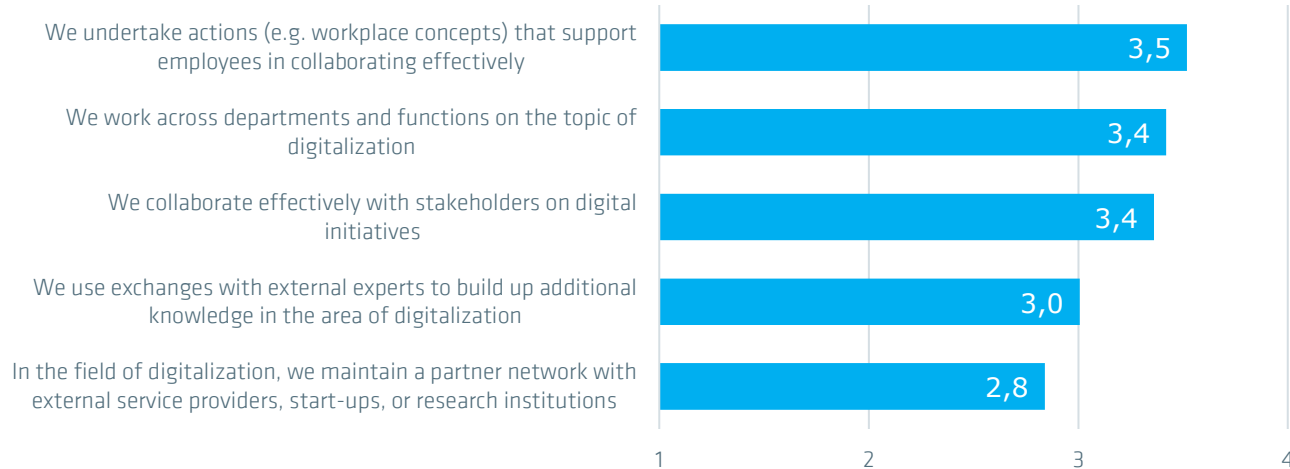 We undertake actions (e.g. workplace concepts) that support
employees in collaborating effectively
3,5
We work across departments and functions on the topic of
digitalization
3,4
We collaborate effectively with stakeholders on digital
initiatives
3,4
We use exchanges with external experts to build up additional
knowledge in the area of digitalization
3,0
In the field of digitalization, we maintain a partner network with
external service providers, start-ups, or research institutions
2,8
1 2 3 4